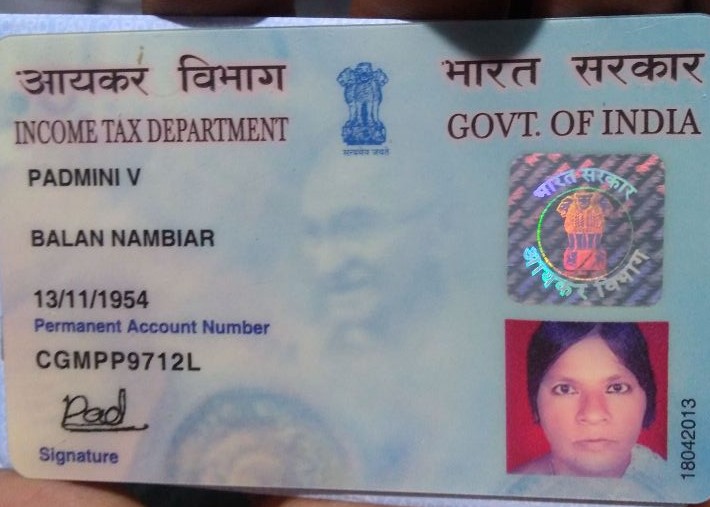 आयकर विभाग
INCOME TAX DEPARTMENT
सत्यमेव जयते
भारत सरकार
GOVT. OF INDIA
PADMINI V
BALAN NAMBIAR
13/11/1954
Permanent Account Number
CGMPP9712L
Pad
Signature
भारत सरकार
आयकर विभाग
18042013